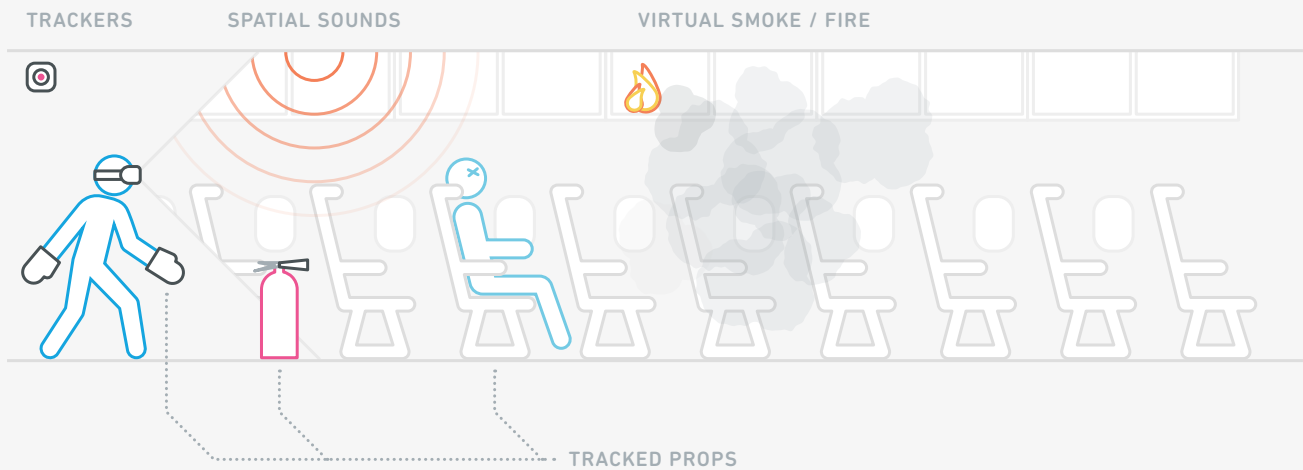 TRACKERS
SPATIAL SOUNDS
VIRTUAL SMOKE / FIRE
TRACKED PROPS